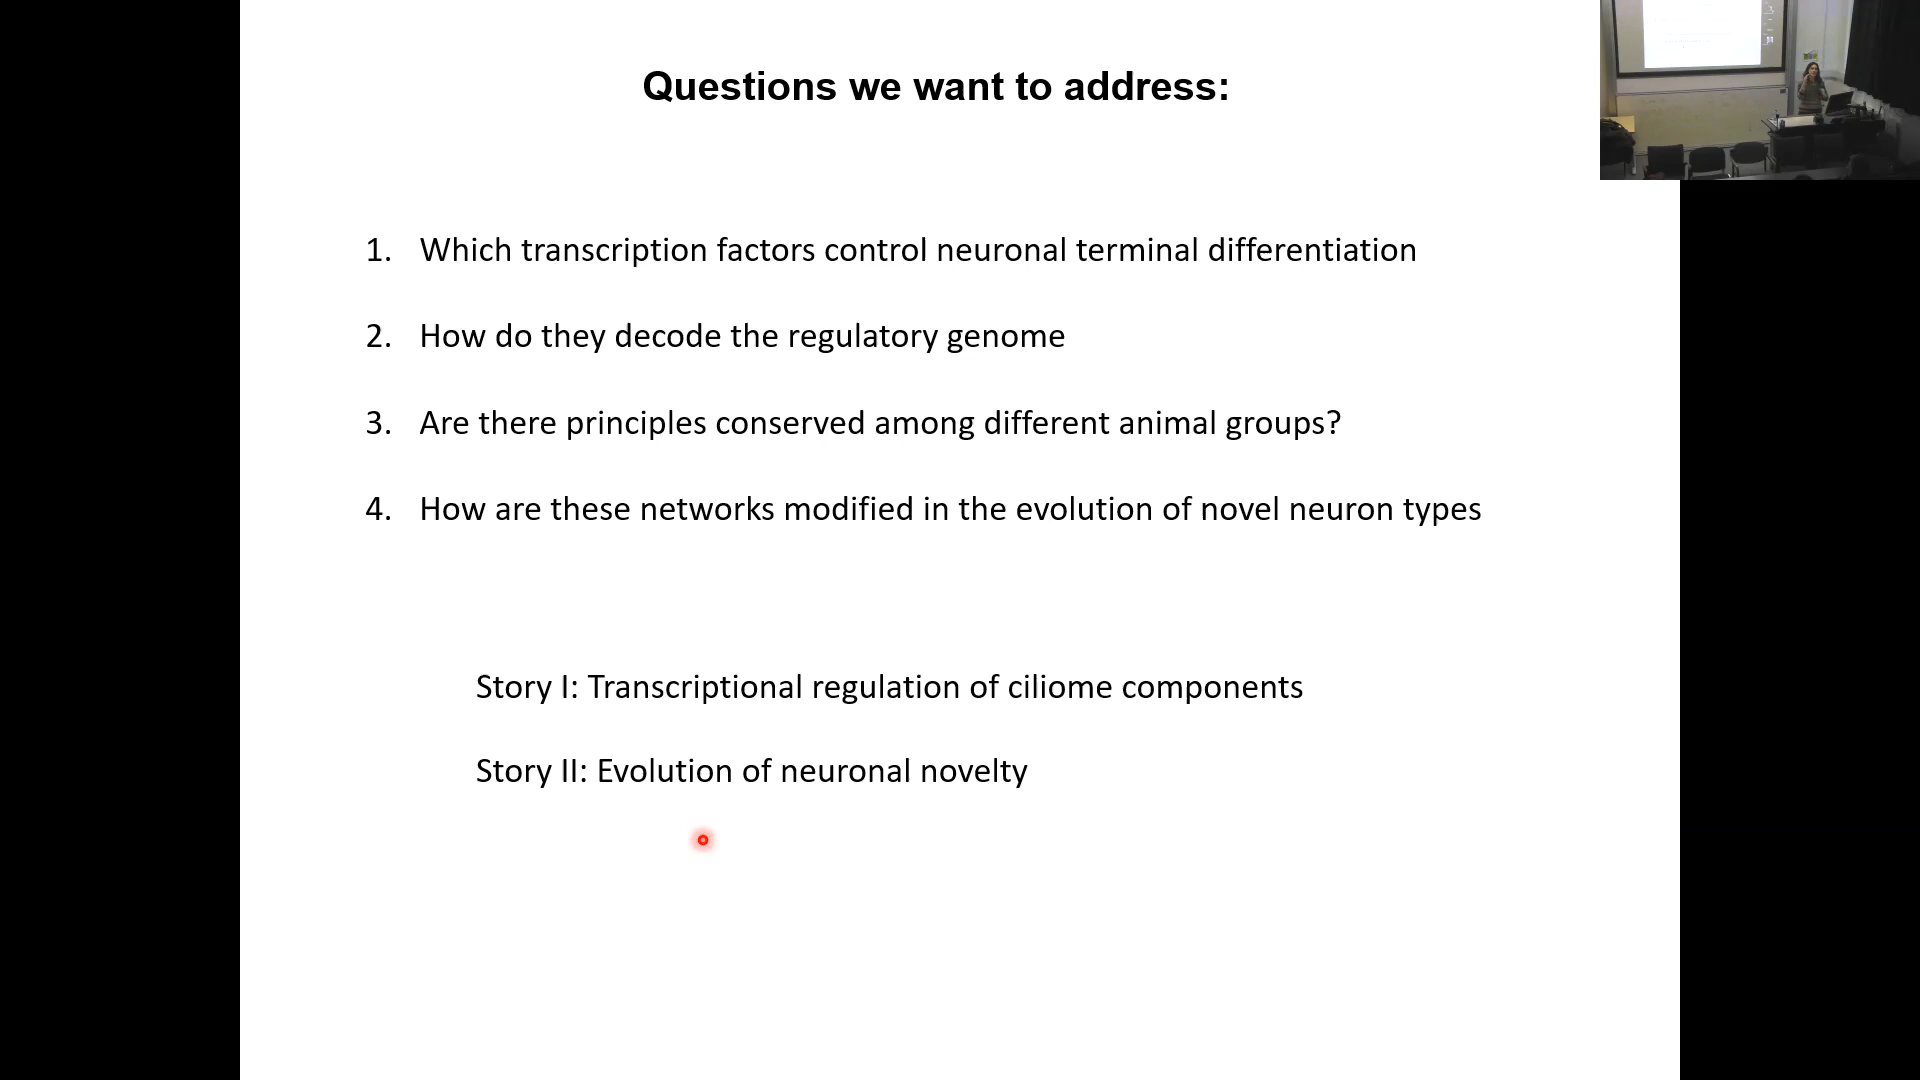 Questions we want to address:
1. Which transcription factors control neuronal terminal differentiation
2. How do they decode the regulatory genome
3. Are there principles conserved among different animal groups?
4. How are these networks modified in the evolution of novel neuron types
Story I: Transcriptional regulation of ciliome components
Story II: Evolution of neuronal novelty